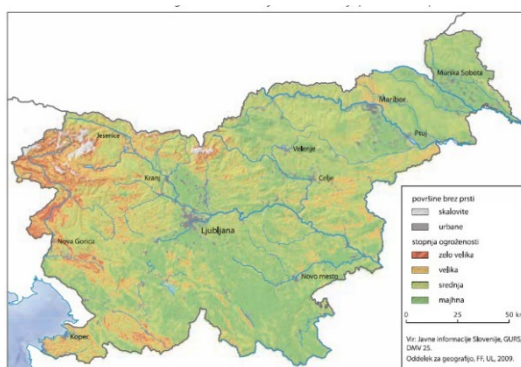 Murska Sobota
Maribor
Jesenice
Ptuj
Velenje
Kranj
Celje
Ljubljana
Nova Gorica
Novo mesto
Koper
površine brez prsti
skalovite
urbane
stopnja ogroženosti
zelo velika
velika
srednja
majhna
0 25 50 km
Vir: Javne informacije Slovenije, GURS,
DMV 25.
Oddelek za geografijo, FF, UL, 2009.